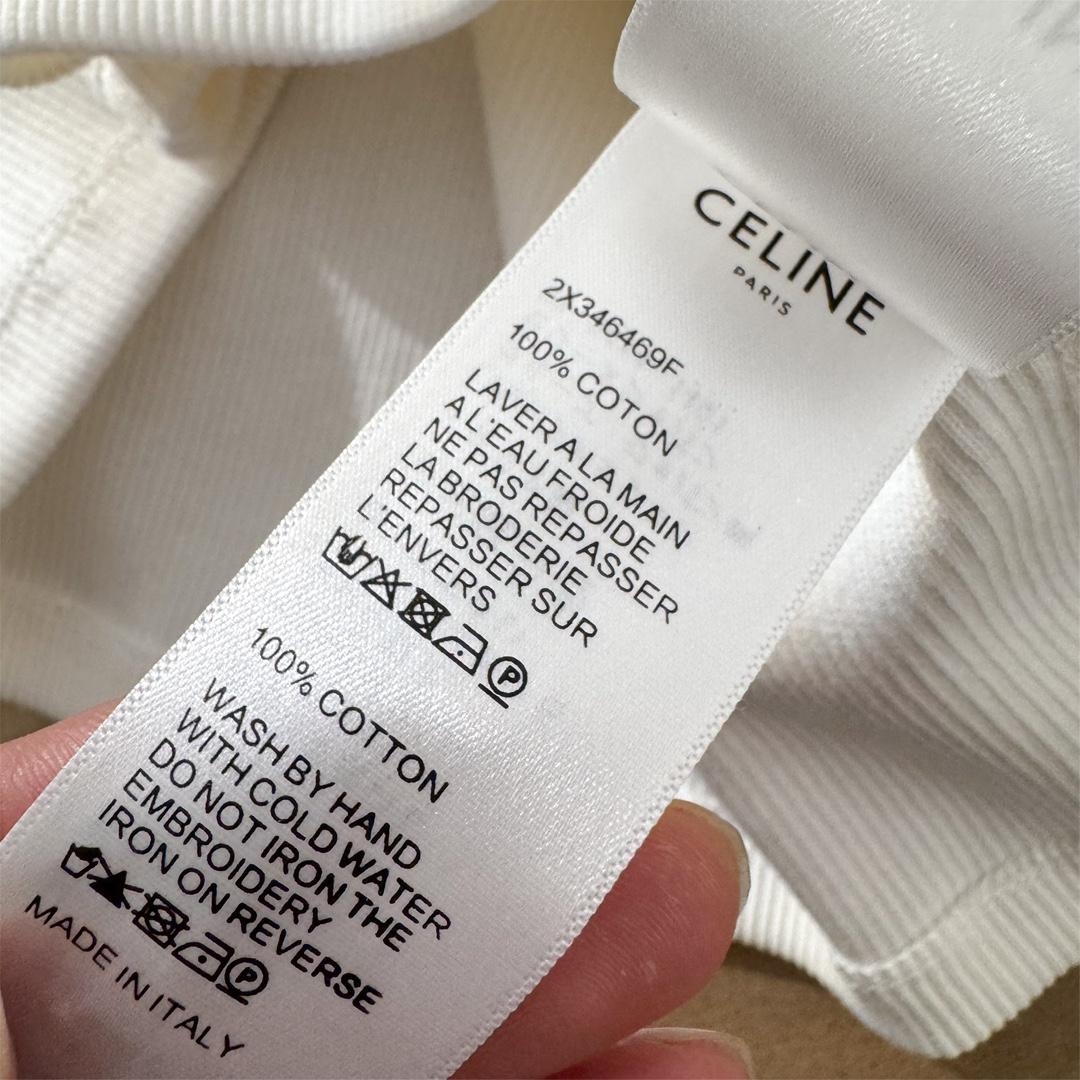 CELINE
PARIS
2X346469F
100% COTON
LAVER A LA MAIN
A L'EAU FROIDE
NE PAS REPASSER
LA BRODERIE
REPASSER SUR
L'ENVERS
P
100% COTTON
WASH BY HAND
WITH COLD WATER
DO NOT IRON THE
EMBROIDERY
IRON ON REVERSE
P
MADE IN ITALY